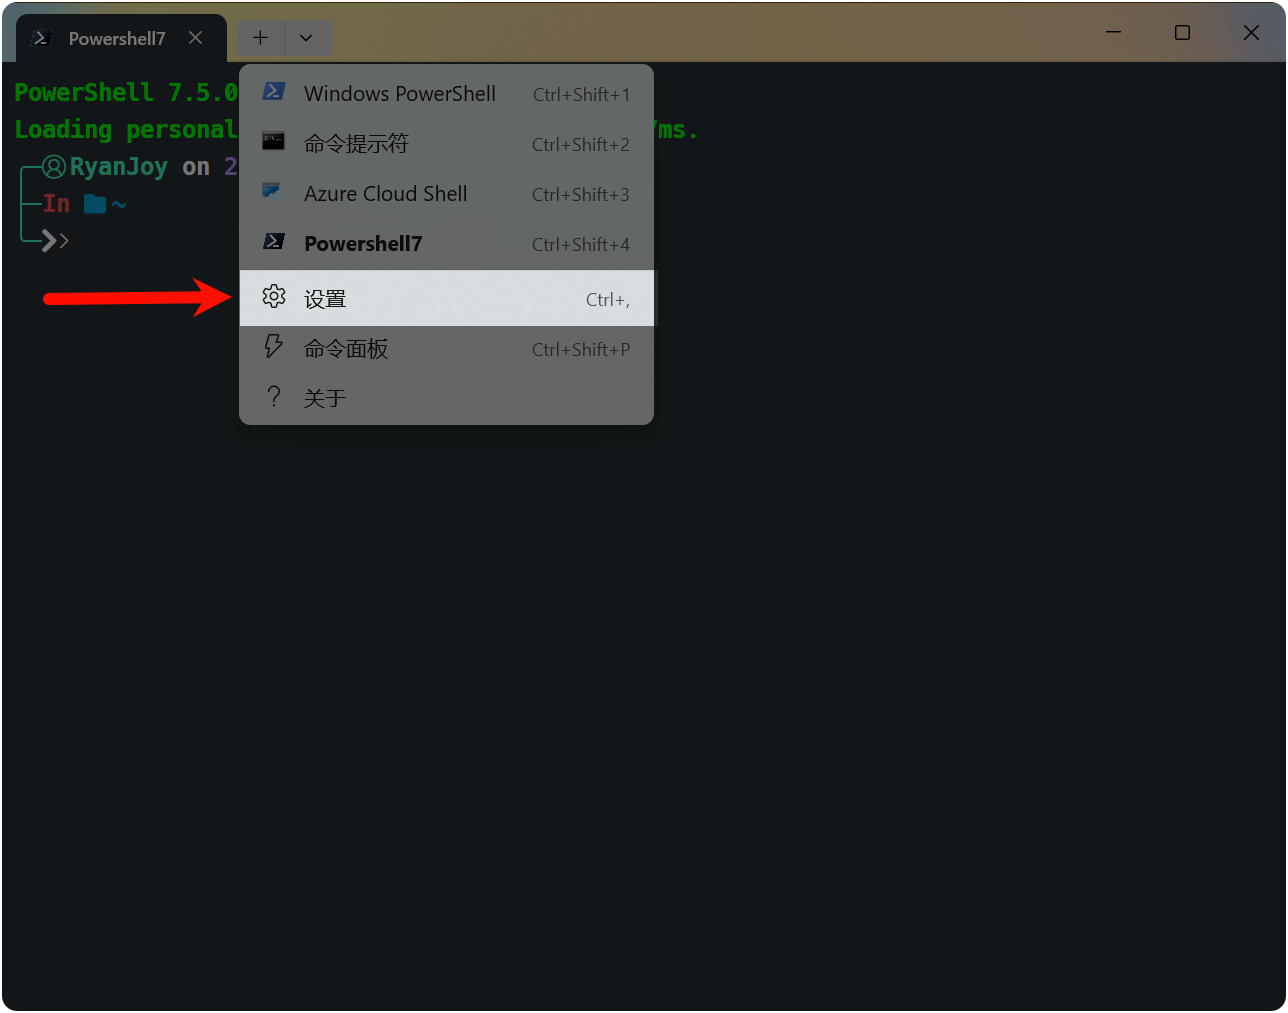 Powershell7
PowerShell 7.5.0
Loading personal /ms.
RyanJoy on 2
In ~
Windows PowerShell Ctrl+Shift+1
命令提示符 Ctrl+Shift+2
Azure Cloud Shell Ctrl+Shift+3
Powershell7 Ctrl+Shift+4
设置 Ctrl+,
命令面板 Ctrl+Shift+P
关于